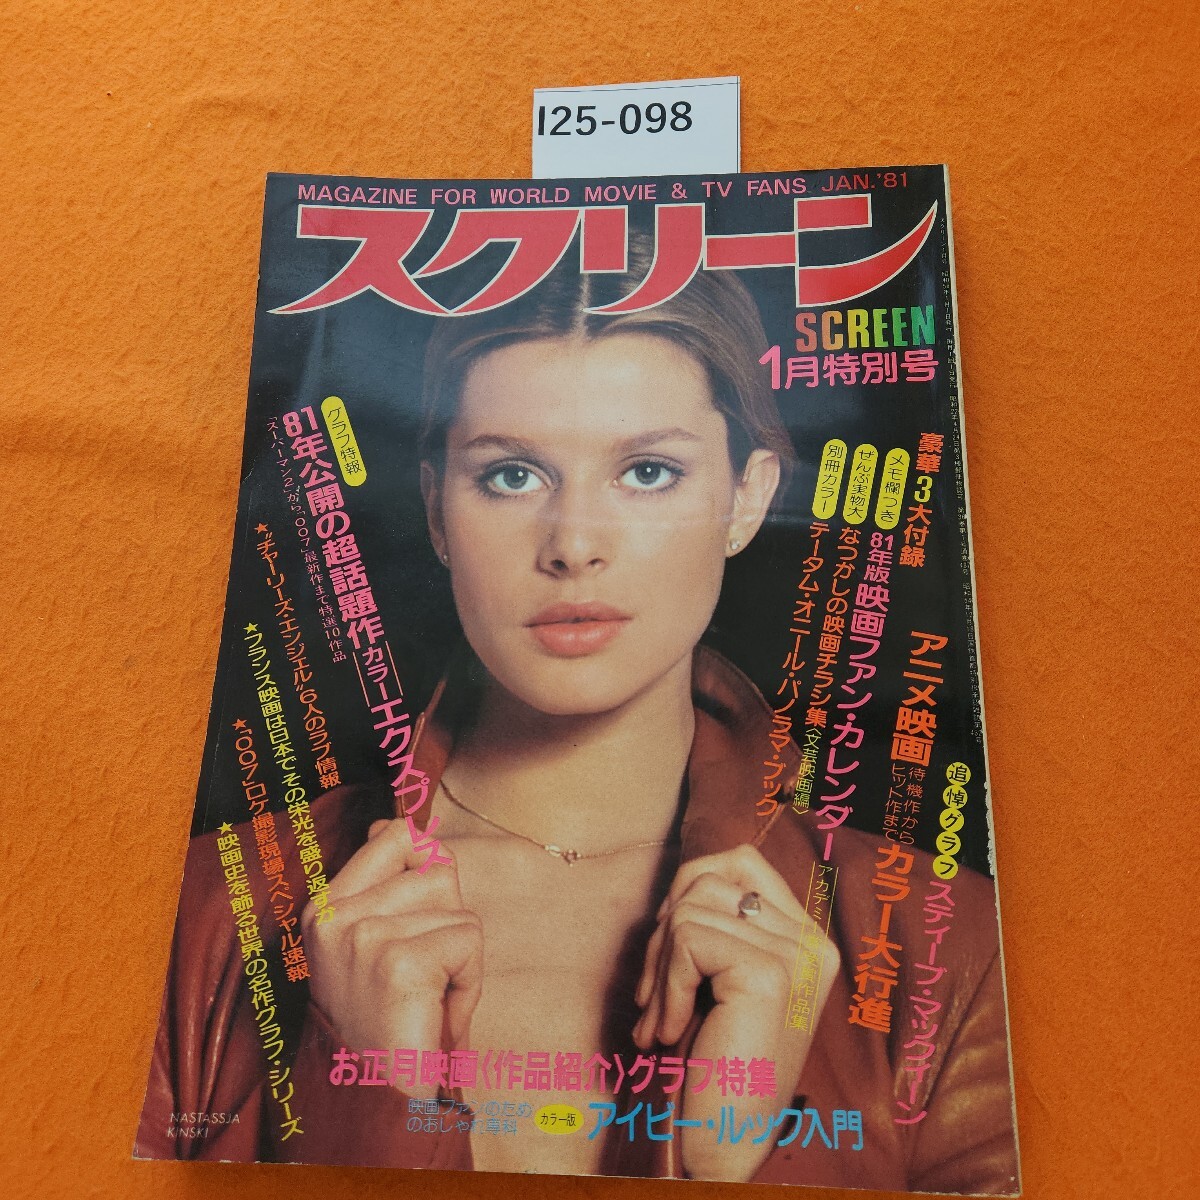 I25-098
MAGAZINE FOR WORLD MOVIE & TV FANS JAN.'81
スクリーン
SCREEN
1月特別号
豪華3大付録
メモ欄つき
81年版映画ファン・カレンダー
アカデミー
作品集
ぜんぶ実物大
なつかしの映画チラシ集〈文芸映画編〉
別冊カラー
テータム・オニール・パノラマ・ブック
追悼グラフ
スティーブ・マックィーン
アニメ映画
待機作から
ヒット作まで
カラー大行進
グラフ特報
81年公開の超話題作
カラーエクスプレス
「スーパーマン2」から「007」最新作まで特選10作品
★"チャーリーズ・エンジェル"6人のラブ情報
★フランス映画は日本でその栄光を盛り返すか
★「007」ロケ撮影現場スペシャル速報
★映画史を飾る世界の名作グラフ・シリーズ
お正月映画〈作品紹介〉グラフ特集
映画ファンのため
のおしゃれ専科
カラー版
アイビー・ルック入門
NASTASSJA
KINSKI